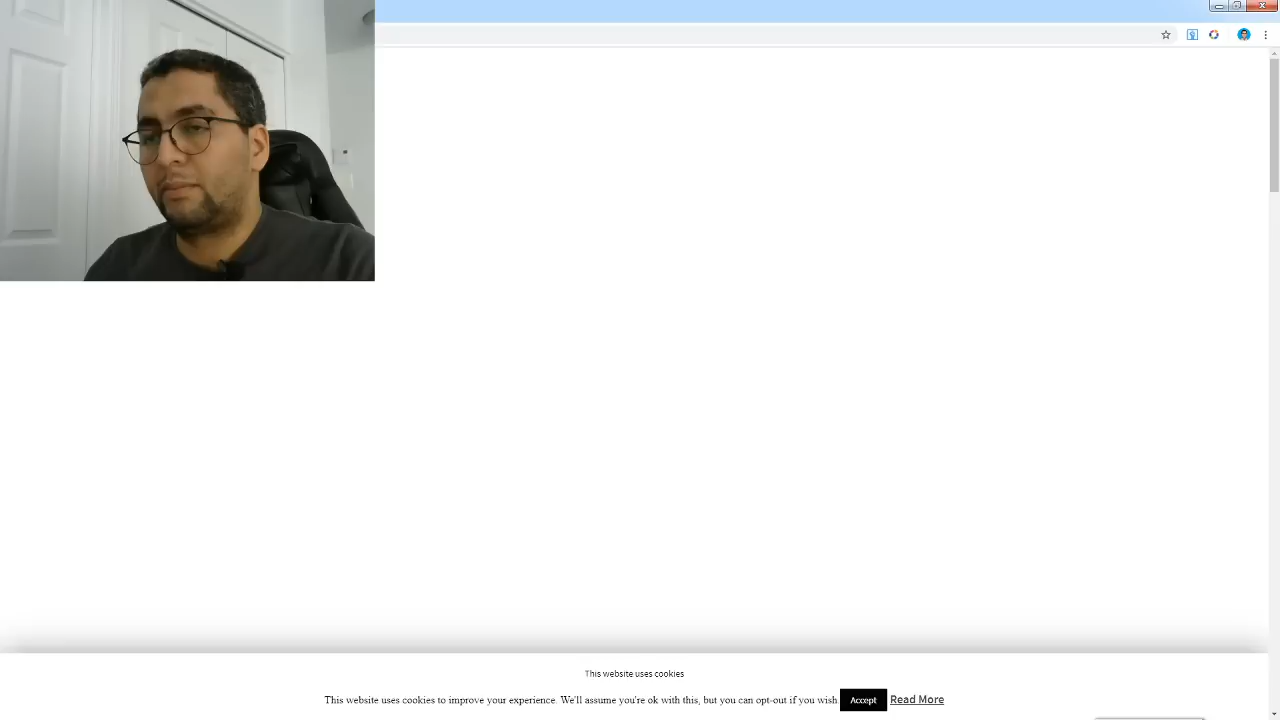 This website uses cookies
This website uses cookies to improve your experience. We'll assume you're ok with this, but you can opt-out if you wish. Accept Read More